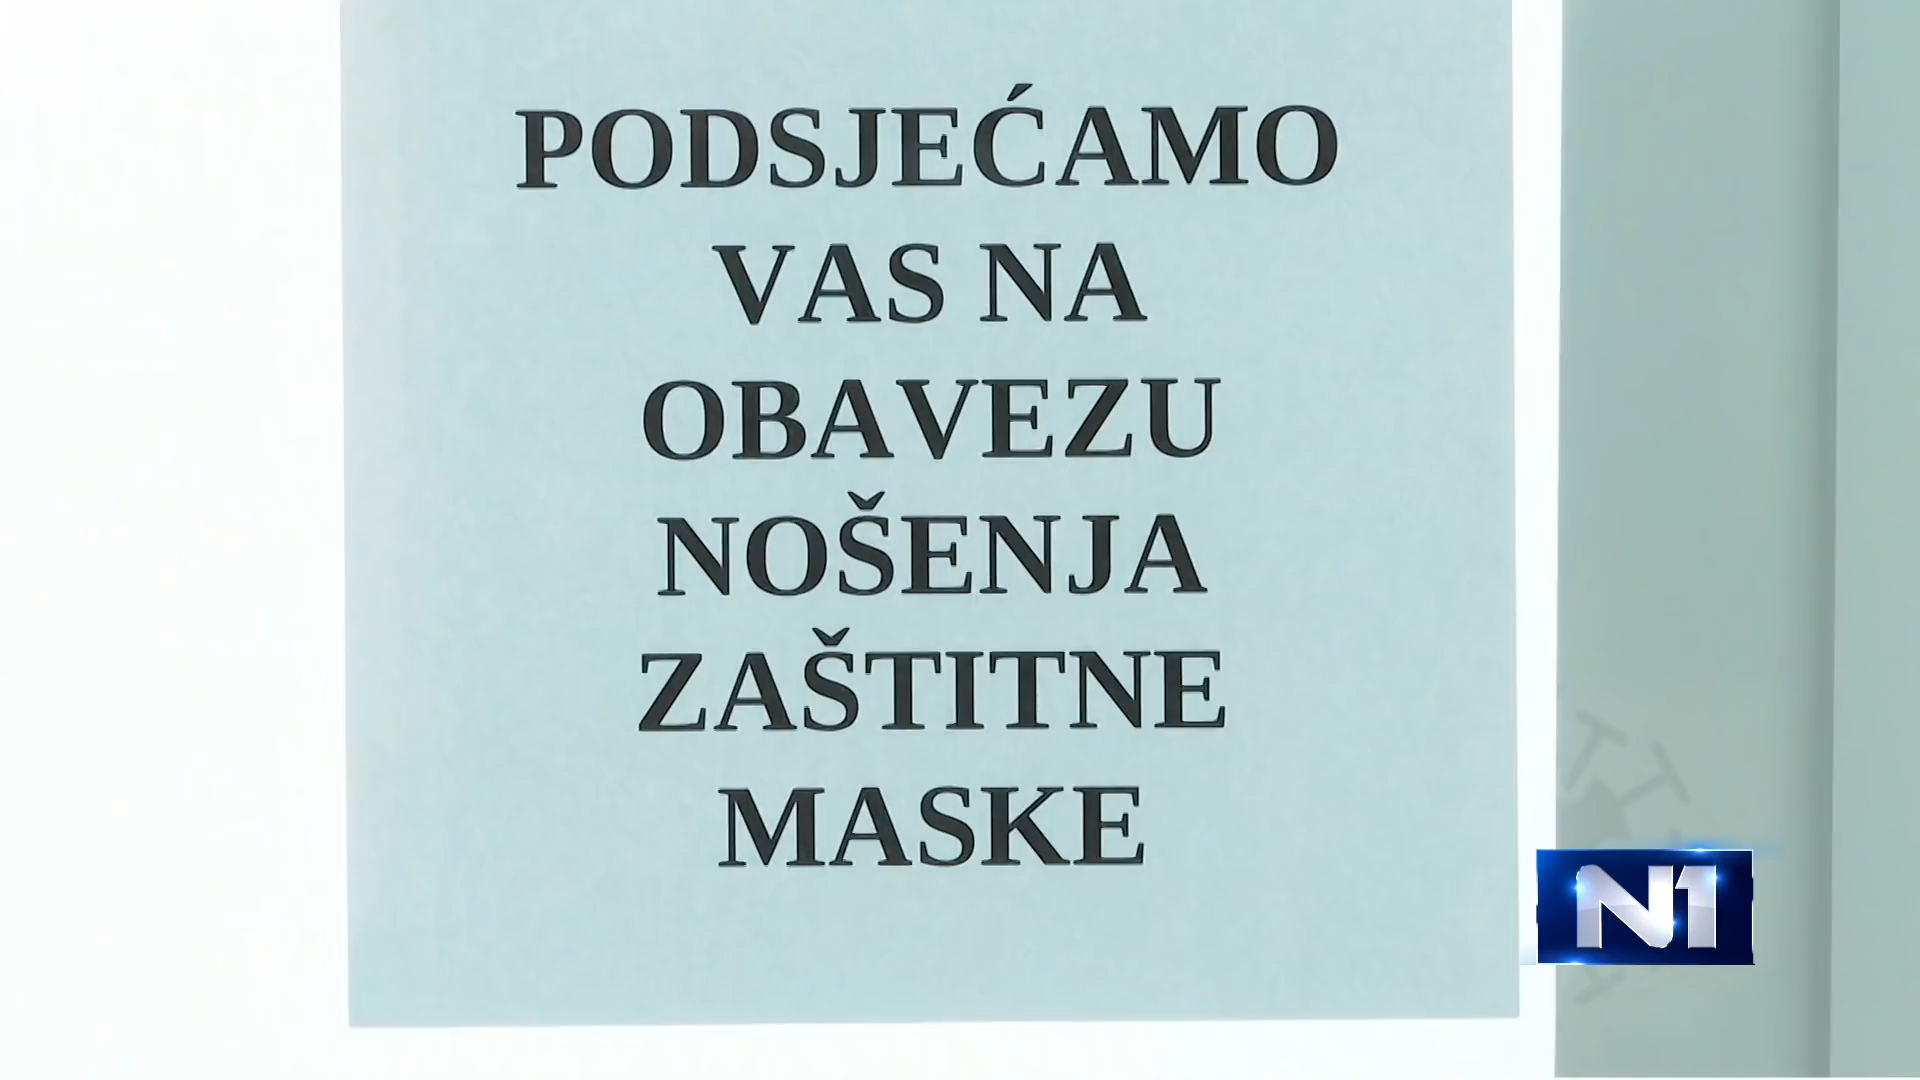 PODSJEĆAMO
VAS NA
OBAVEZU
NOŠENJA
ZAŠTITNE
MASKE
N1